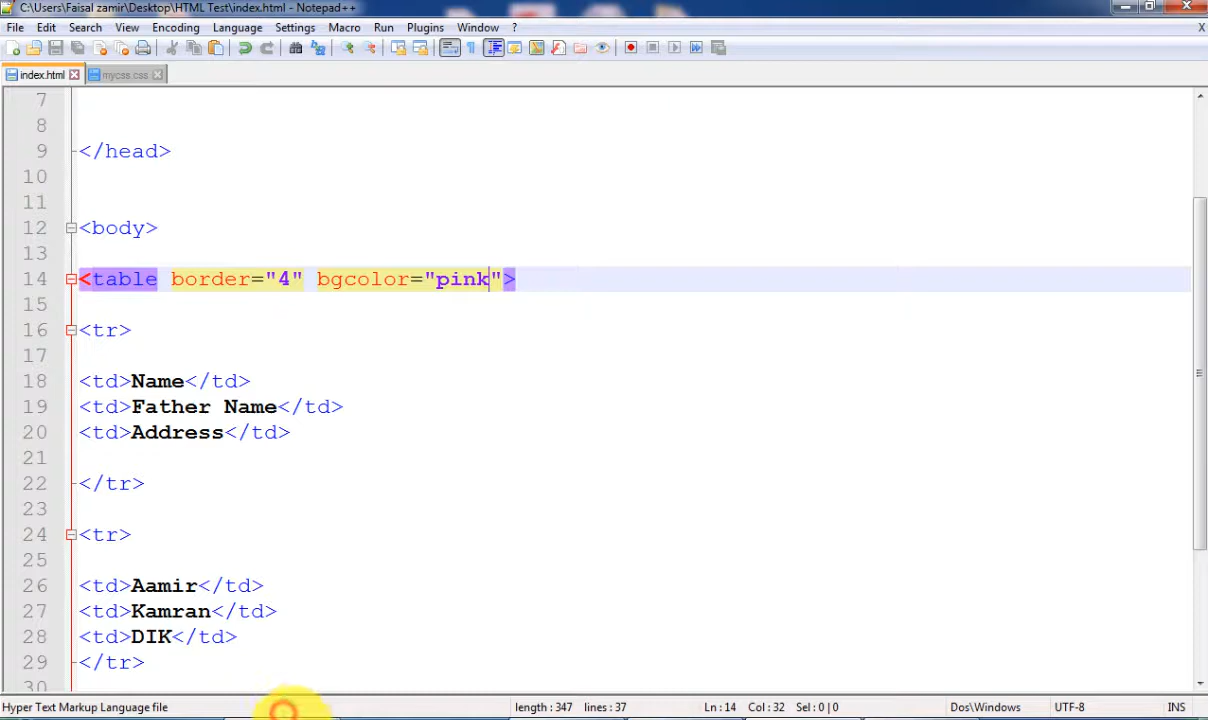 C:\Users\Faisal zamir\Desktop\HTML Test\index.html - Notepad++
File Edit Search View Encoding Language Settings Macro Run Plugins Window ? X
index.html mycss.css
7
8
9 </head>
10
11
12 <body>
13
14 <table border="4" bgcolor="pink">
15
16 <tr>
17
18 <td>Name</td>
19 <td>Father Name</td>
20 <td>Address</td>
21
22 </tr>
23
24 <tr>
25
26 <td>Aamir</td>
27 <td>Kamran</td>
28 <td>DIK</td>
29 </tr>
30
Hyper Text Markup Language file length : 347 lines : 37 Ln : 14 Col : 32 Sel : 0 | 0 Dos\Windows UTF-8 INS